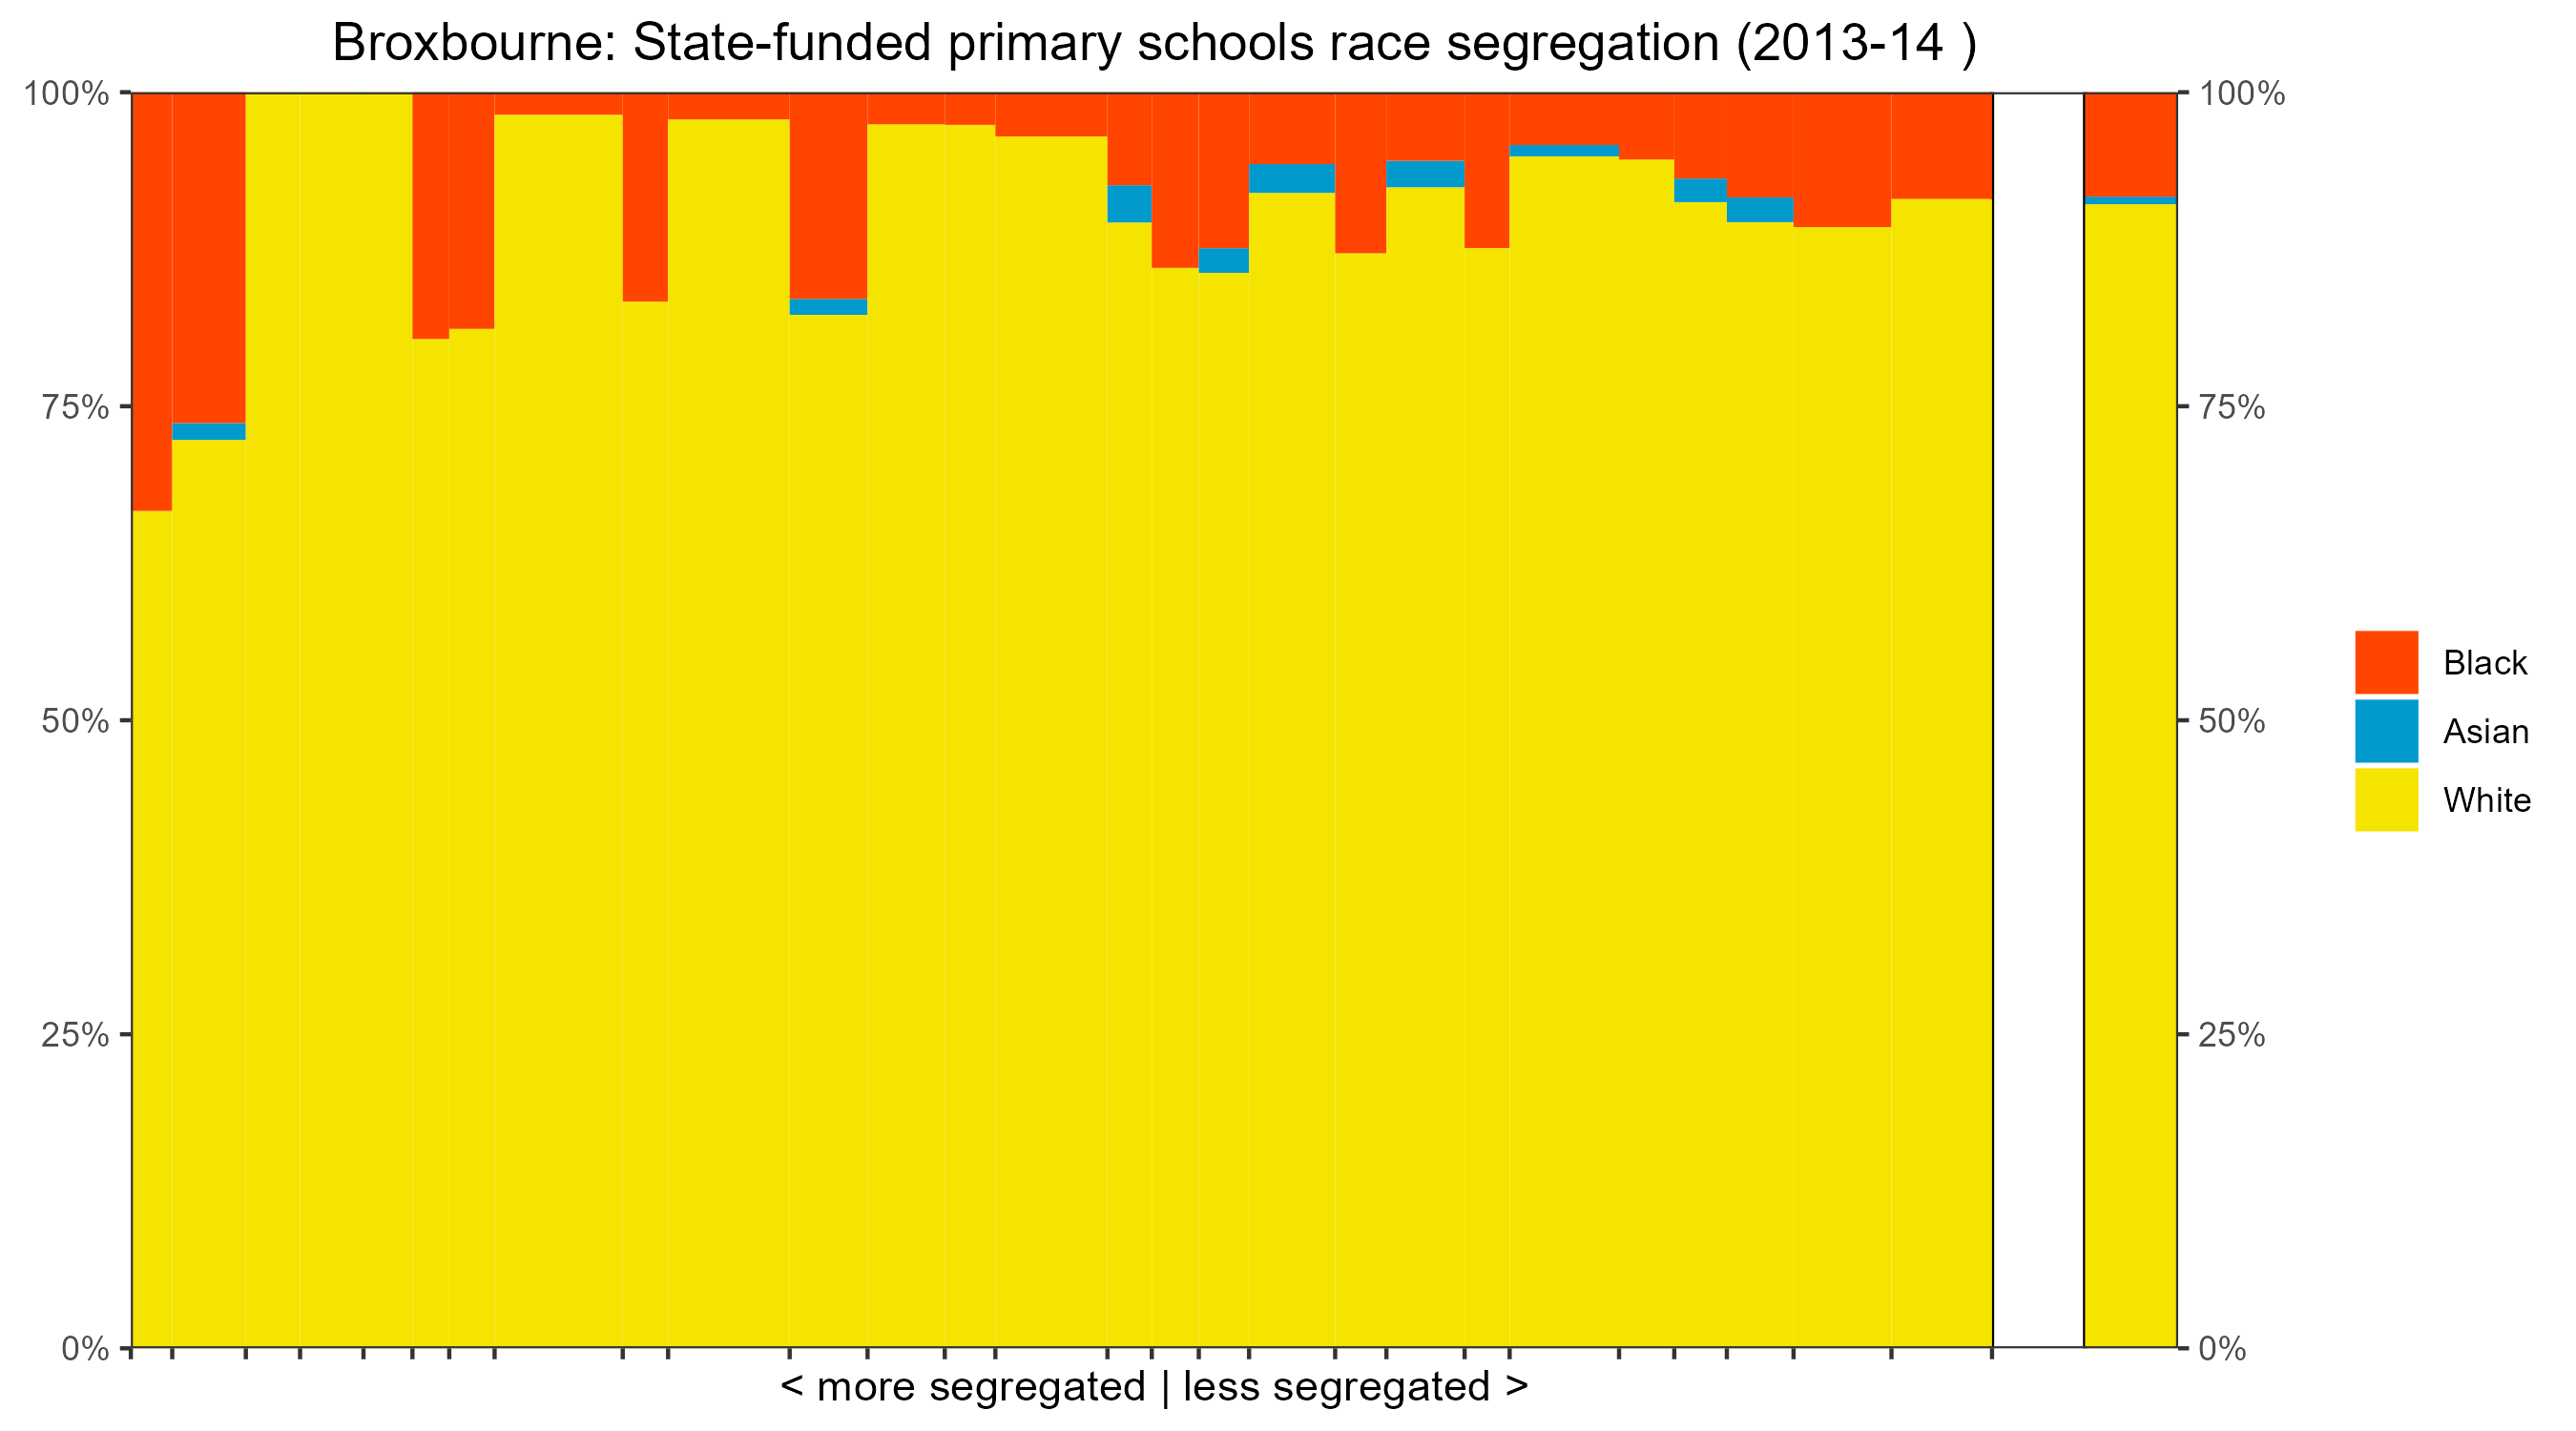 Broxbourne: State-funded primary schools race segregation (2013-14 )
100%
75%
50%
25%
0%
100%
75%
50%
25%
0%
Black
Asian
White
< more segregated | less segregated >